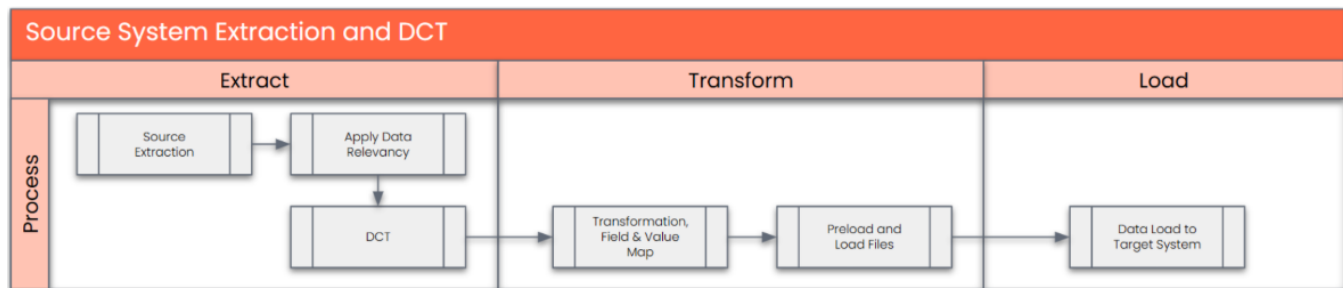 Source System Extraction and DCT
Extract
Transform
Load
Process
Source
Extraction
Apply Data
Relevancy
DCT
Transformation,
Field & Value
Map
Preload and
Load Files
Data Load to
Target System